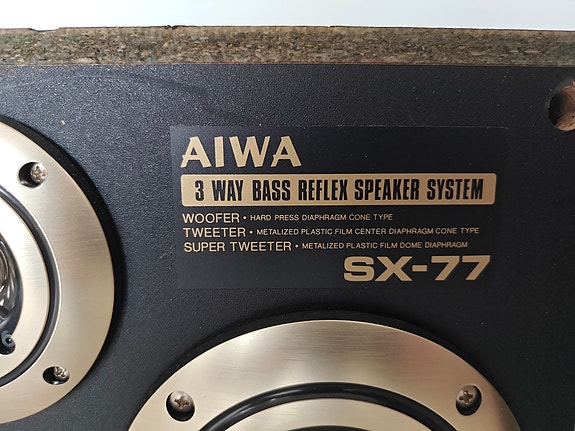 AIWA
3 WAY BASS REFLEX SPEAKER SYSTEM
WOOFER • HARD PRESS DIAPHRAGM CONE TYPE
TWEETER • METALIZED PLASTIC FILM CENTER DIAPHRAGM CONE TYPE
SUPER TWEETER • METALIZED PLASTIC FILM DOME DIAPHRAGM
SX-77